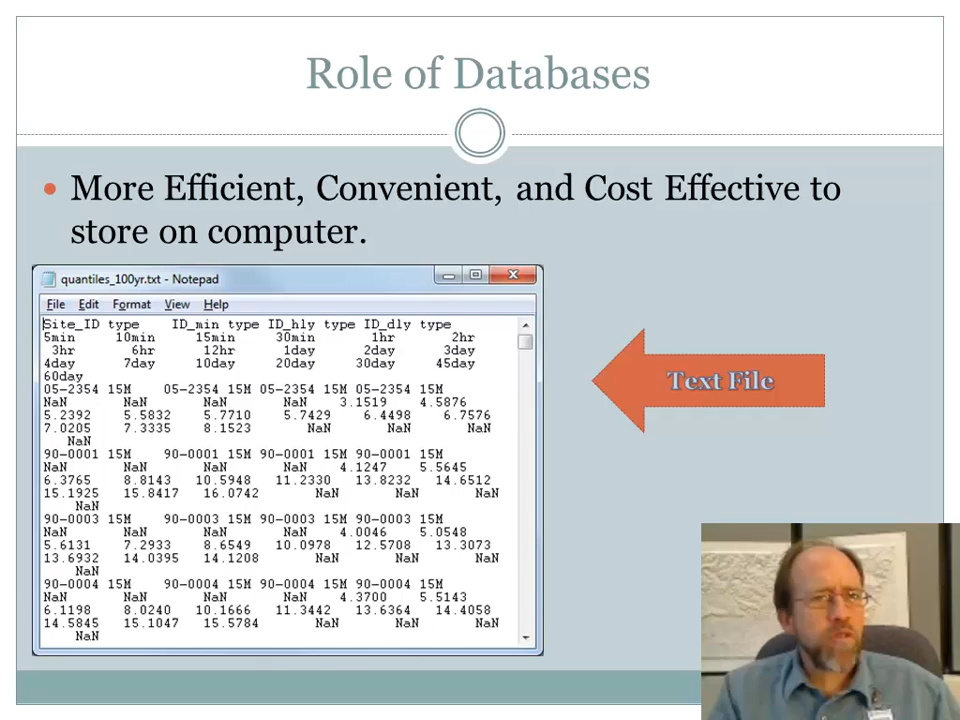 Role of Databases
• More Efficient, Convenient, and Cost Effective to
store on computer.
quantiles_100yr.txt - Notepad
File Edit Format View Help
Site_ID type ID_min type ID_hly type ID_dly type
5min 10min 15min 30min 1hr 2hr
3hr 6hr 12hr 1day 2day 3day
4day 7day 10day 20day 30day 45day
60day
05-2354 15M 05-2354 15M 05-2354 15M 05-2354 15M
NaN NaN NaN NaN 3.1519 4.5876
5.2392 5.5832 5.7710 5.7429 6.4498 6.7576
7.0205 7.3335 8.1523 NaN NaN NaN
NaN
90-0001 15M 90-0001 15M 90-0001 15M 90-0001 15M
NaN NaN NaN NaN 4.1247 5.5645
6.3765 8.8143 10.5948 11.2330 13.8232 14.6512
15.1925 15.8417 16.0742 NaN NaN NaN
NaN
90-0003 15M 90-0003 15M 90-0003 15M 90-0003 15M
NaN NaN NaN NaN 4.0046 5.0548
5.6131 7.2933 8.6549 10.0978 12.5708 13.3073
13.6932 14.0395 14.1208 NaN NaN NaN
NaN
90-0004 15M 90-0004 15M 90-0004 15M 90-0004 15M
NaN NaN NaN NaN 4.3700 5.5143
6.1198 8.0240 10.1666 11.3442 13.6364 14.4058
14.5845 15.1047 15.5784 NaN NaN NaN
NaN
Text File